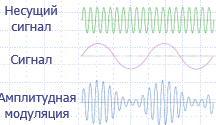 Несущий
сигнал
Сигнал
Амплитудная
модуляция